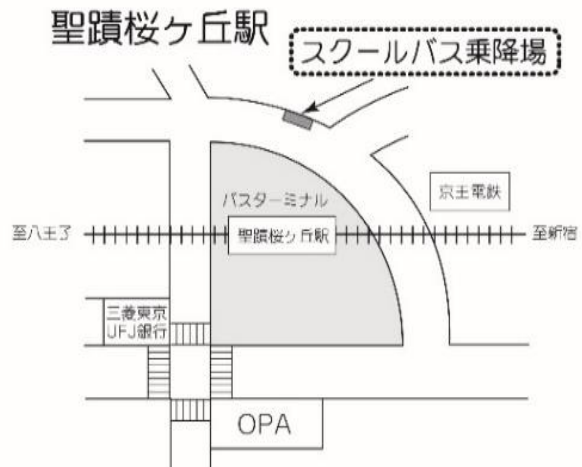 聖蹟桜ヶ丘駅
スクールバス乗降場
京王電鉄
バスターミナル
至八王了
聖蹟桜ヶ丘駅
至新宿
三菱東京
UFJ銀行
OPA